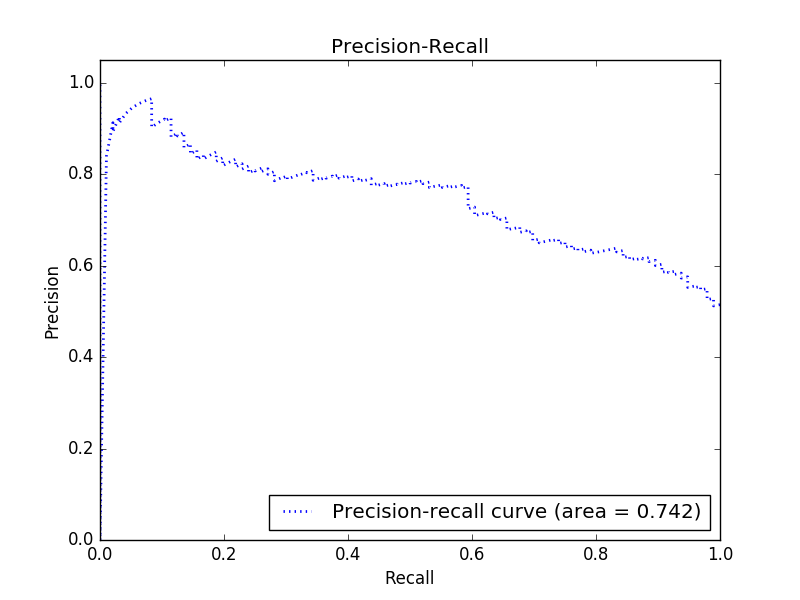 Precision-Recall
1.0
0.8
0.6
0.4
0.2
0.0
Precision
0.0 0.2 0.4 0.6 0.8 1.0
Recall
Precision-recall curve (area = 0.742)